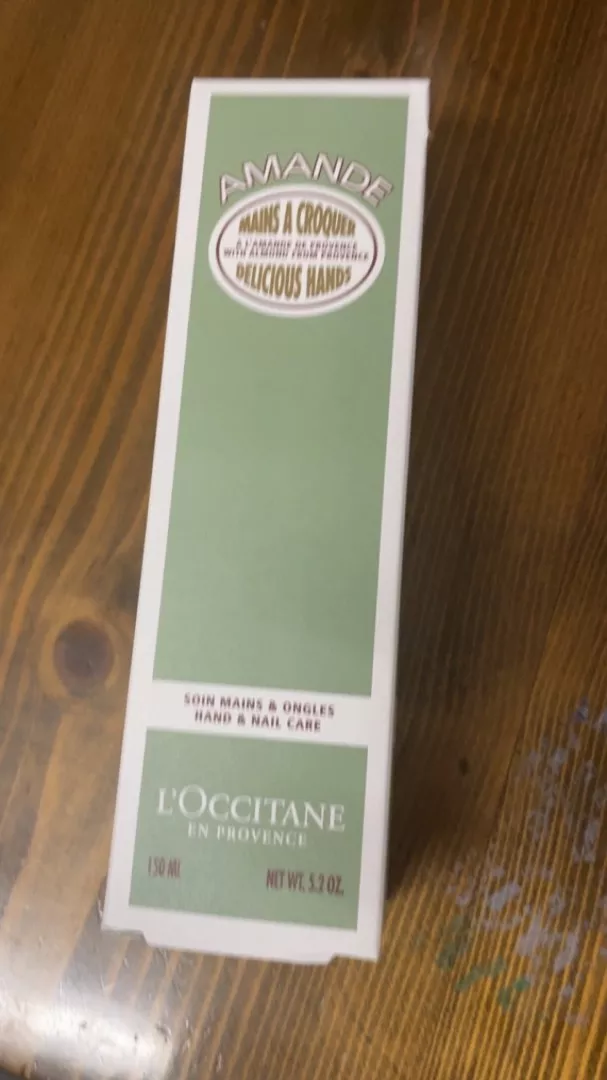 AMANDE
MAINS A CROQUER
A L'AMANDE DE PROVENCE
WITH ALMOND FROM PROVENCE
DELICIOUS HANDS
SOIN MAINS & ONGLES
HAND & NAIL CARE
L'OCCITANE
EN PROVENCE
150 ML
NET WT. 5.2 OZ.